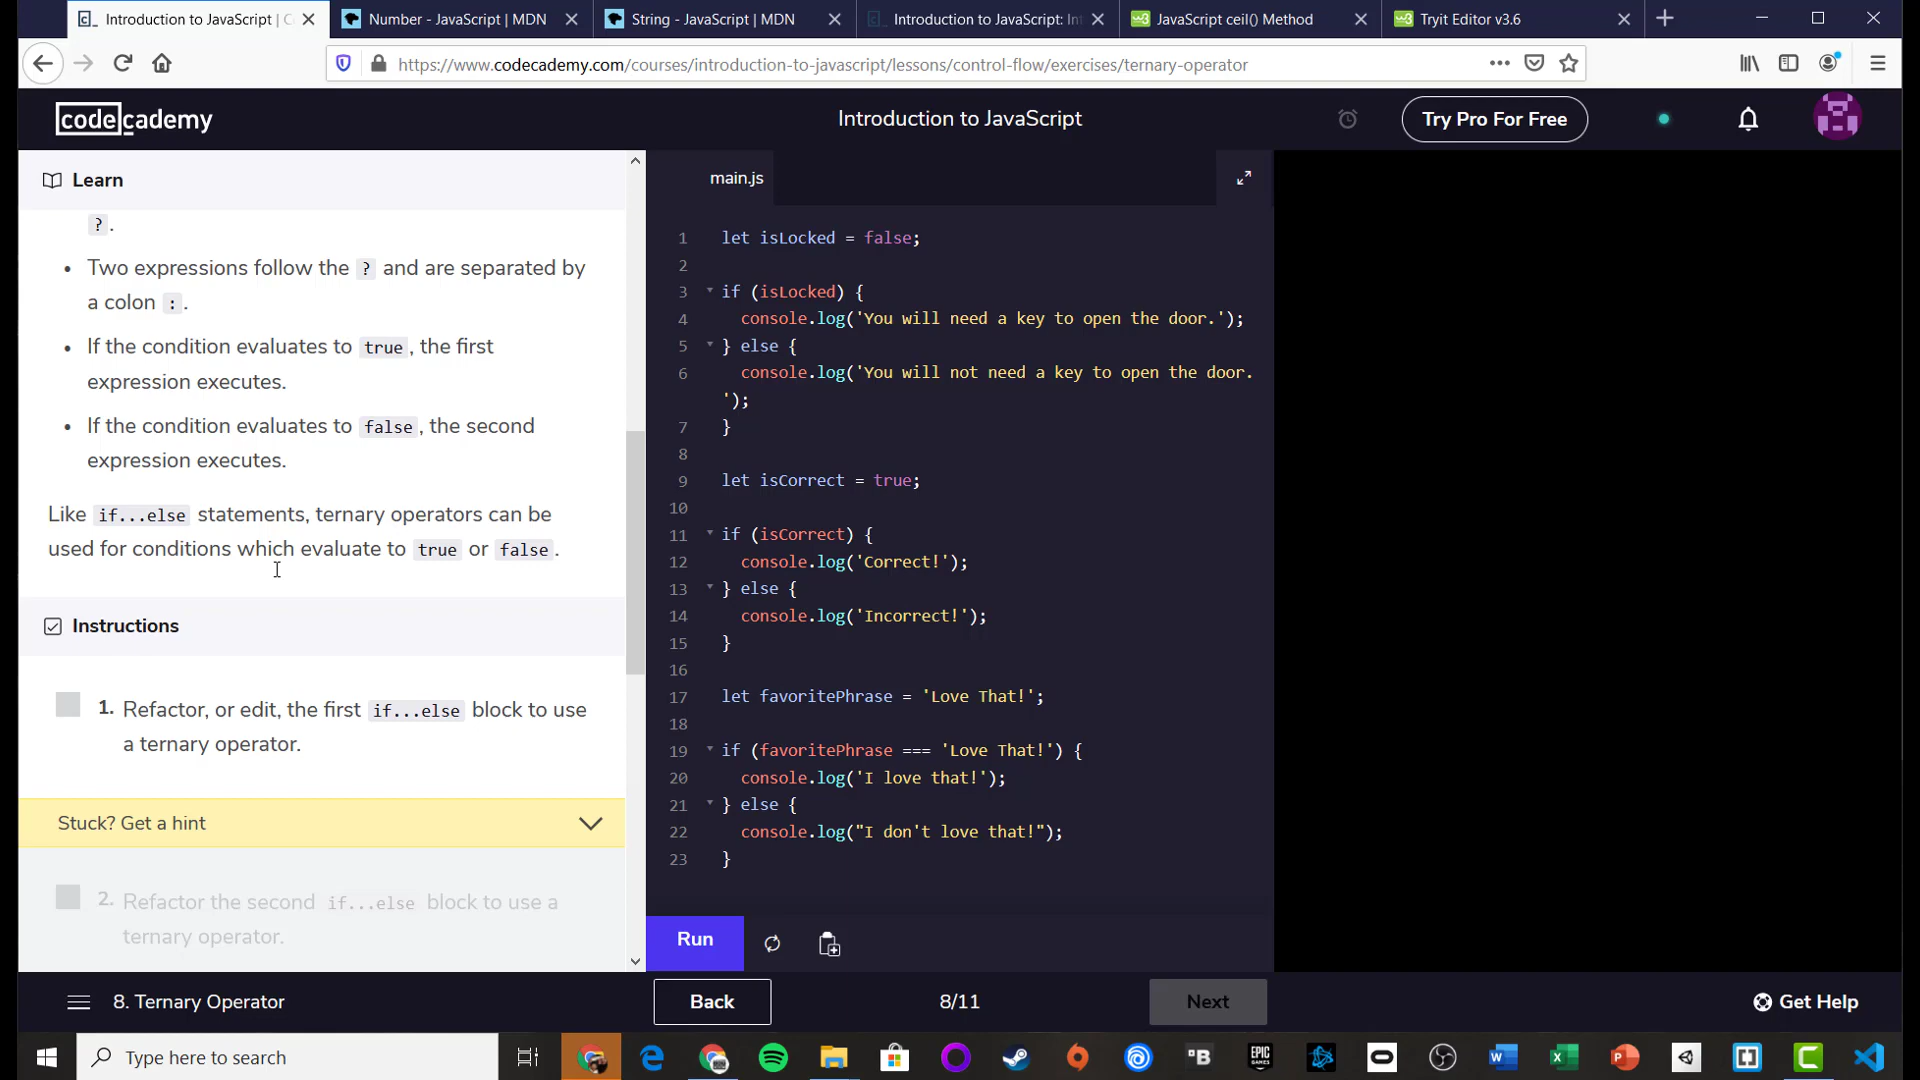 Introduction to JavaScript | C
Number - JavaScript | MDN
String - JavaScript | MDN
Introduction to JavaScript: In
JavaScript ceil() Method
Tryit Editor v3.6
https://www.codecademy.com/courses/introduction-to-javascript/lessons/control-flow/exercises/ternary-operator
codecademy
Introduction to JavaScript
Try Pro For Free
Learn
?.
Two expressions follow the ? and are separated by
a colon :.
If the condition evaluates to true, the first
expression executes.
If the condition evaluates to false, the second
expression executes.
Like if...else statements, ternary operators can be
used for conditions which evaluate to true or false.
Instructions
1. Refactor, or edit, the first if...else block to use
a ternary operator.
Stuck? Get a hint
2. Refactor the second if...else block to use a
ternary operator.
main.js
1 let isLocked = false;
2
3 if (isLocked) {
4 console.log('You will need a key to open the door.');
5 } else {
6 console.log('You will not need a key to open the door.
');
7 }
8
9 let isCorrect = true;
10
11 if (isCorrect) {
12 console.log('Correct!');
13 } else {
14 console.log('Incorrect!');
15 }
16
17 let favoritePhrase = 'Love That!';
18
19 if (favoritePhrase === 'Love That!') {
20 console.log('I love that!');
21 } else {
22 console.log("I don't love that!");
23 }
Run
8. Ternary Operator
Back
8/11
Next
Get Help
Type here to search